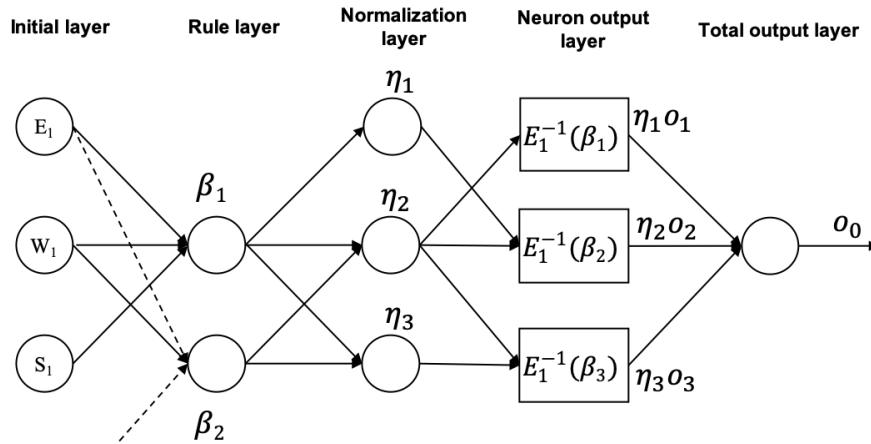 Initial layer
Rule layer
Normalization
layer
Neuron output
layer
Total output layer
E₁
W₁
S₁
β₁
β₂
η₁
η₂
η₃
E₁⁻¹(β₁)
E₁⁻¹(β₂)
E₁⁻¹(β₃)
η₁o₁
η₂o₂
η₃o₃
o₀